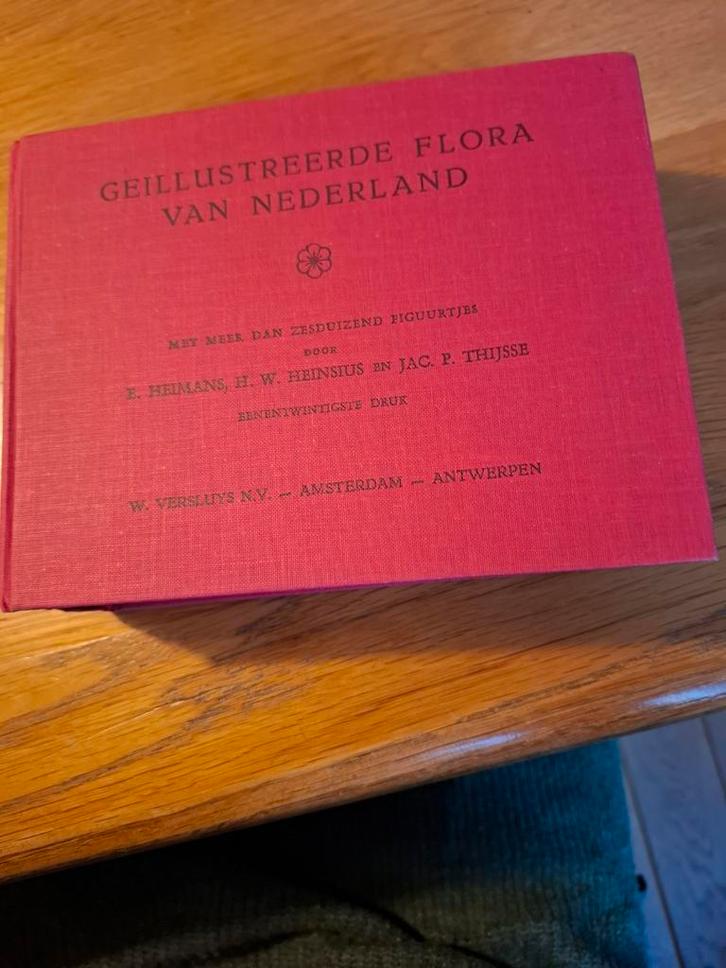 GEILLUSTREERDE FLORA
VAN NEDERLAND
MET MEER DAN ZESDUIZEND FIGUURTJES
DOOR
E. HEIMANS, H. W. HEINSIUS EN JAC. P. THIJSSE
EENENTWINTIGSTE DRUK
W. VERSLUYS N.V. – AMSTERDAM – ANTWERPEN